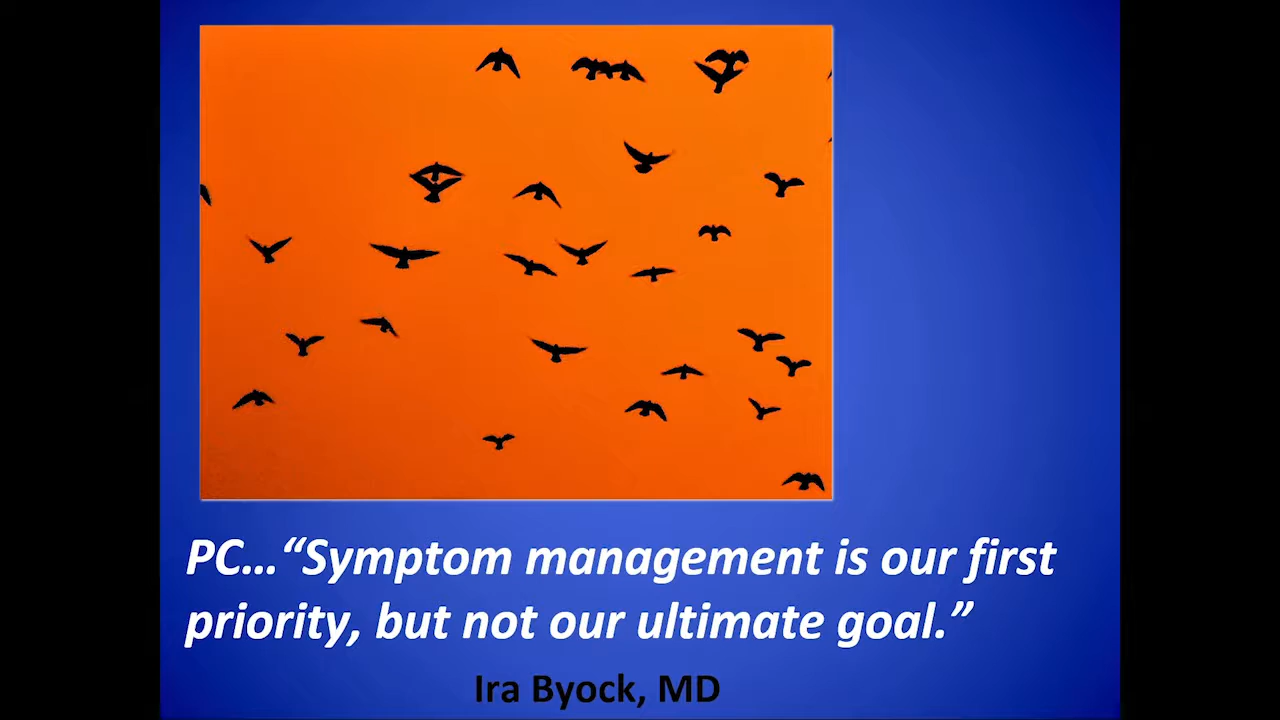 PC…“Symptom management is our first
priority, but not our ultimate goal.”
Ira Byock, MD